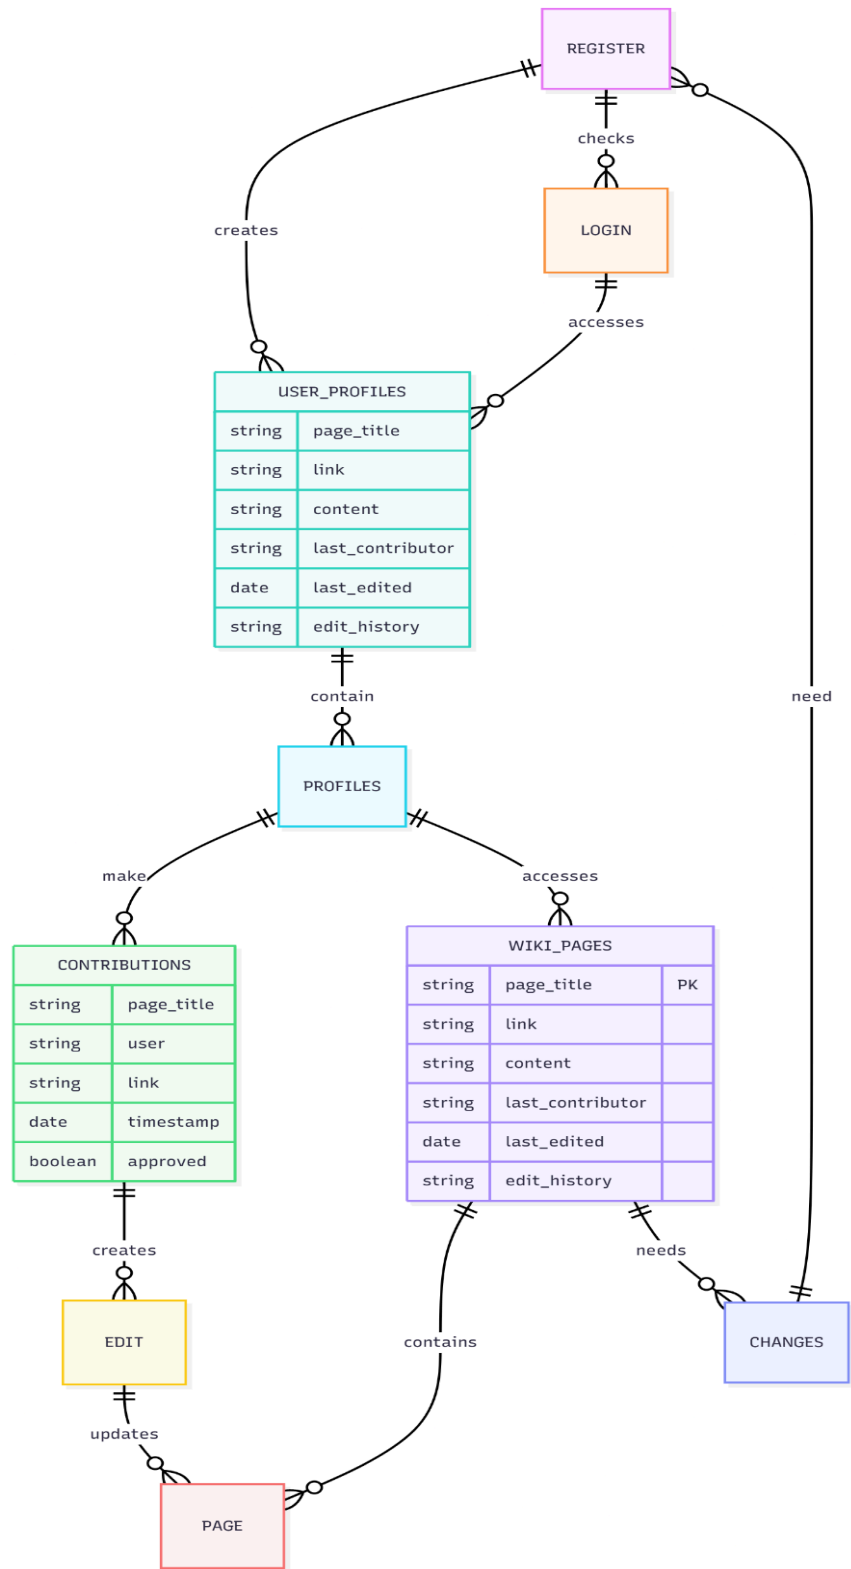 REGISTER
checks
creates
LOGIN
accesses
USER_PROFILES
string page_title
string link
string content
string last_contributor
date last_edited
string edit_history
contain
need
PROFILES
make
accesses
CONTRIBUTIONS
string page_title
string user
string link
date timestamp
boolean approved
WIKI_PAGES
string page_title PK
string link
string content
string last_contributor
date last_edited
string edit_history
creates
needs
EDIT
contains
CHANGES
updates
PAGE